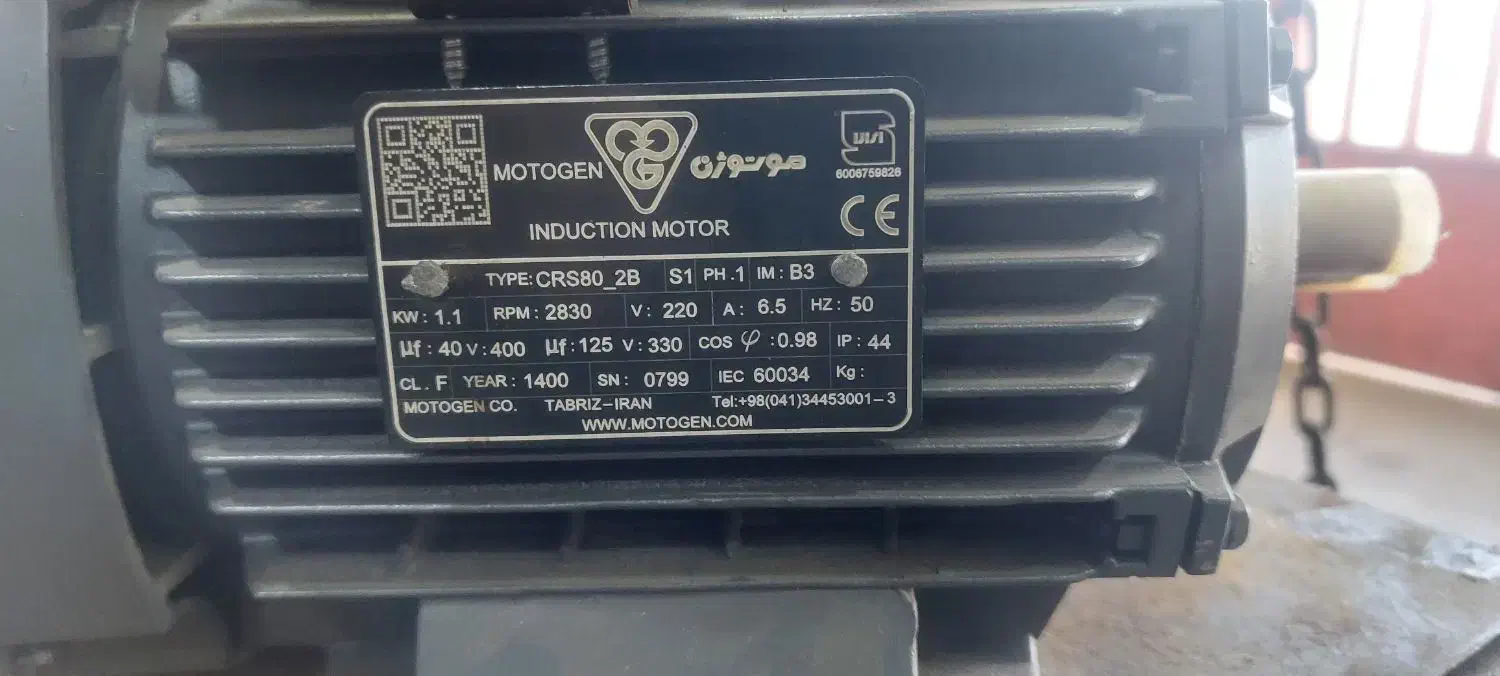 MOTOGEN موتوژن
6006759826
CE
INDUCTION MOTOR
TYPE: CRS80_2B S1 PH.1 IM: B3
KW: 1.1 RPM: 2830 V: 220 A: 6.5 HZ: 50
µf: 40 V: 400 µf: 125 V: 330 COS φ: 0.98 IP: 44
CL. F YEAR: 1400 SN: 0799 IEC 60034 Kg:
MOTOGEN CO. TABRIZ-IRAN Tel:+98(041)34453001-3
WWW.MOTOGEN.COM